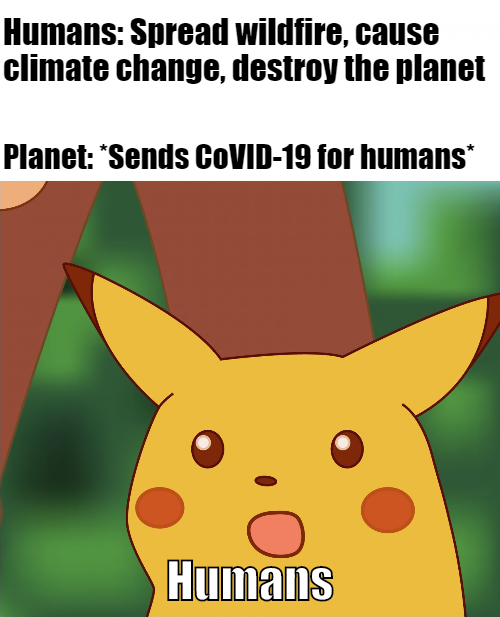 Humans: Spread wildfire, cause
climate change, destroy the planet
Planet: *Sends CoVID-19 for humans*
Humans